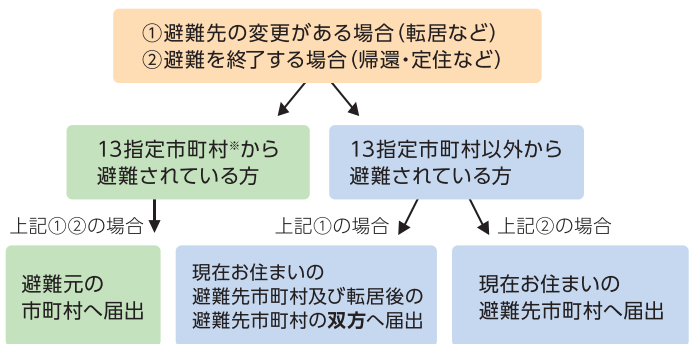 ①避難先の変更がある場合(転居など)
②避難を終了する場合(帰還・定住など)
13指定市町村※から
避難されている方
13指定市町村以外から
避難されている方
上記①②の場合
上記①の場合
上記②の場合
避難元の
市町村へ届出
現在お住まいの
避難先市町村及び転居後の
避難先市町村の双方へ届出
現在お住まいの
避難先市町村へ届出